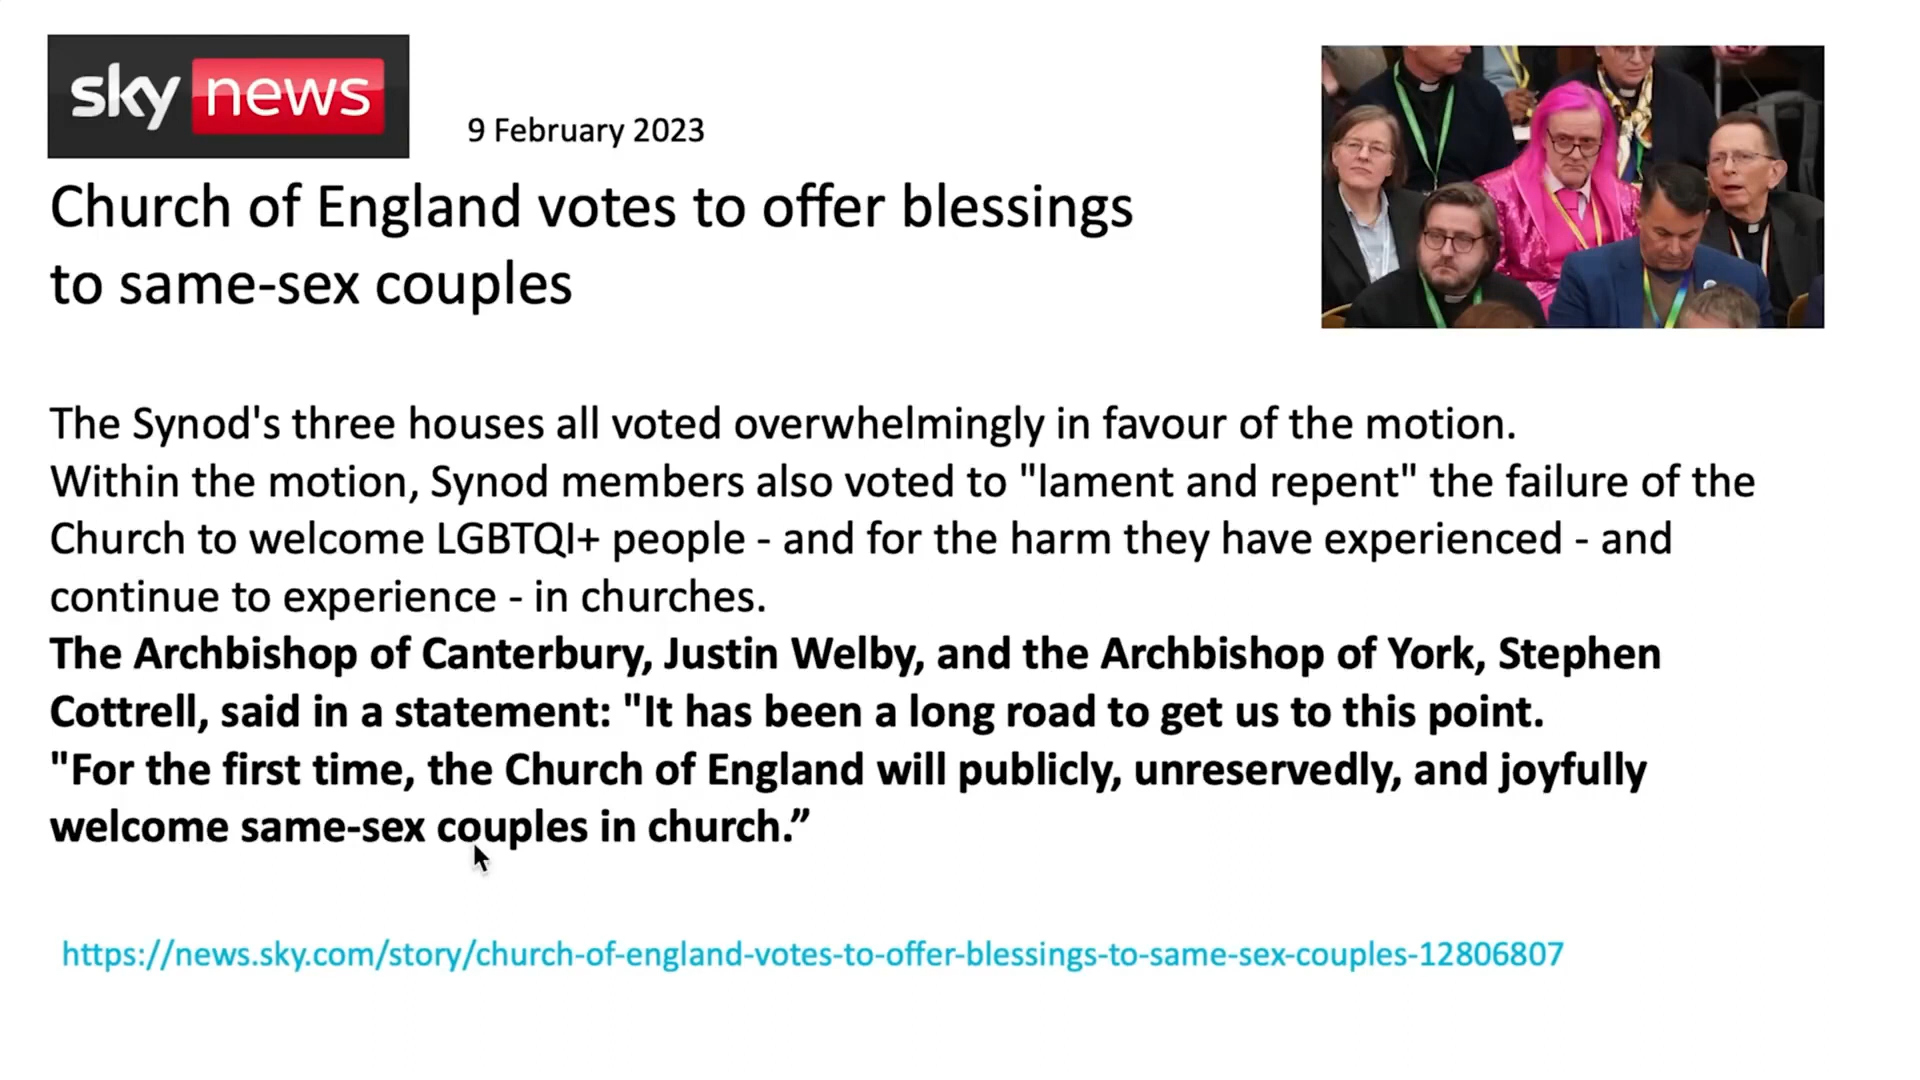 sky news
9 February 2023
Church of England votes to offer blessings
to same-sex couples
The Synod's three houses all voted overwhelmingly in favour of the motion.
Within the motion, Synod members also voted to "lament and repent" the failure of the
Church to welcome LGBTQI+ people - and for the harm they have experienced - and
continue to experience - in churches.
The Archbishop of Canterbury, Justin Welby, and the Archbishop of York, Stephen
Cottrell, said in a statement: "It has been a long road to get us to this point.
"For the first time, the Church of England will publicly, unreservedly, and joyfully
welcome same-sex couples in church.”
https://news.sky.com/story/church-of-england-votes-to-offer-blessings-to-same-sex-couples-12806807